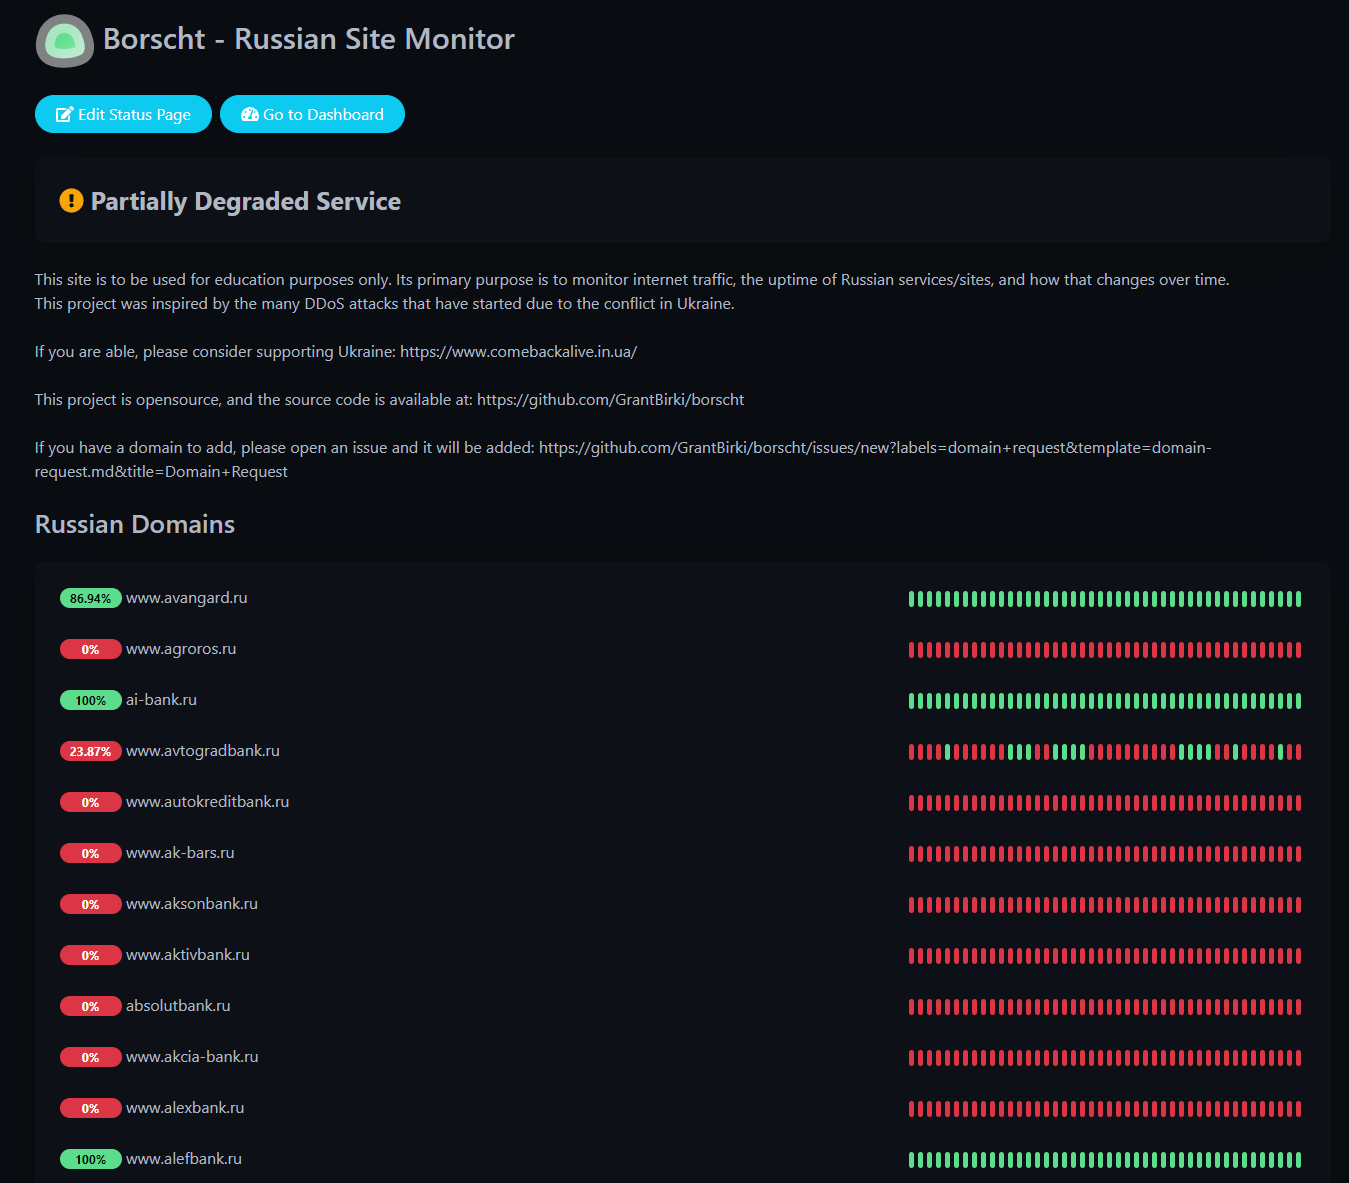 Borscht - Russian Site Monitor
Edit Status Page Go to Dashboard
Partially Degraded Service
This site is to be used for education purposes only. Its primary purpose is to monitor internet traffic, the uptime of Russian services/sites, and how that changes over time.
This project was inspired by the many DDoS attacks that have started due to the conflict in Ukraine.
If you are able, please consider supporting Ukraine: https://www.comebackalive.in.ua/
This project is opensource, and the source code is available at: https://github.com/GrantBirki/borscht
If you have a domain to add, please open an issue and it will be added: https://github.com/GrantBirki/borscht/issues/new?labels=domain+request&template=domain-
request.md&title=Domain+Request
Russian Domains
86.94% www.avangard.ru
0% www.agroros.ru
100% ai-bank.ru
23.87% www.avtogradbank.ru
0% www.autokreditbank.ru
0% www.ak-bars.ru
0% www.aksonbank.ru
0% www.aktivbank.ru
0% absolutbank.ru
0% www.akcia-bank.ru
0% www.alexbank.ru
100% www.alefbank.ru